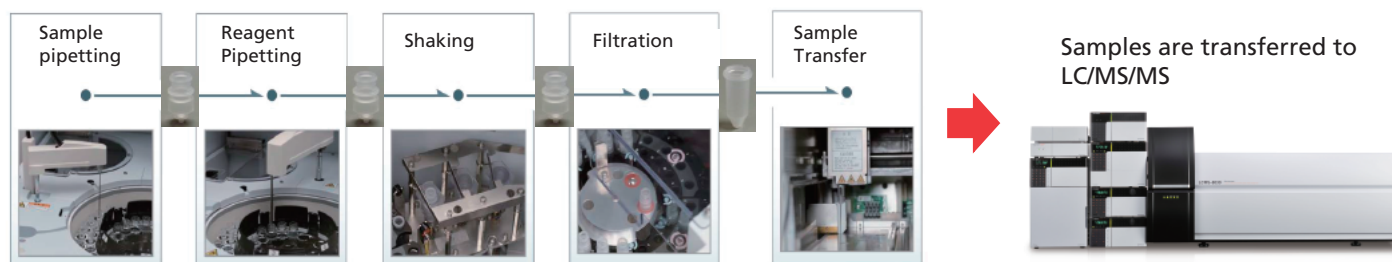 Sample
pipetting
Reagent
Pipetting
Shaking
Filtration
Sample
Transfer
Samples are transferred to
LC/MS/MS